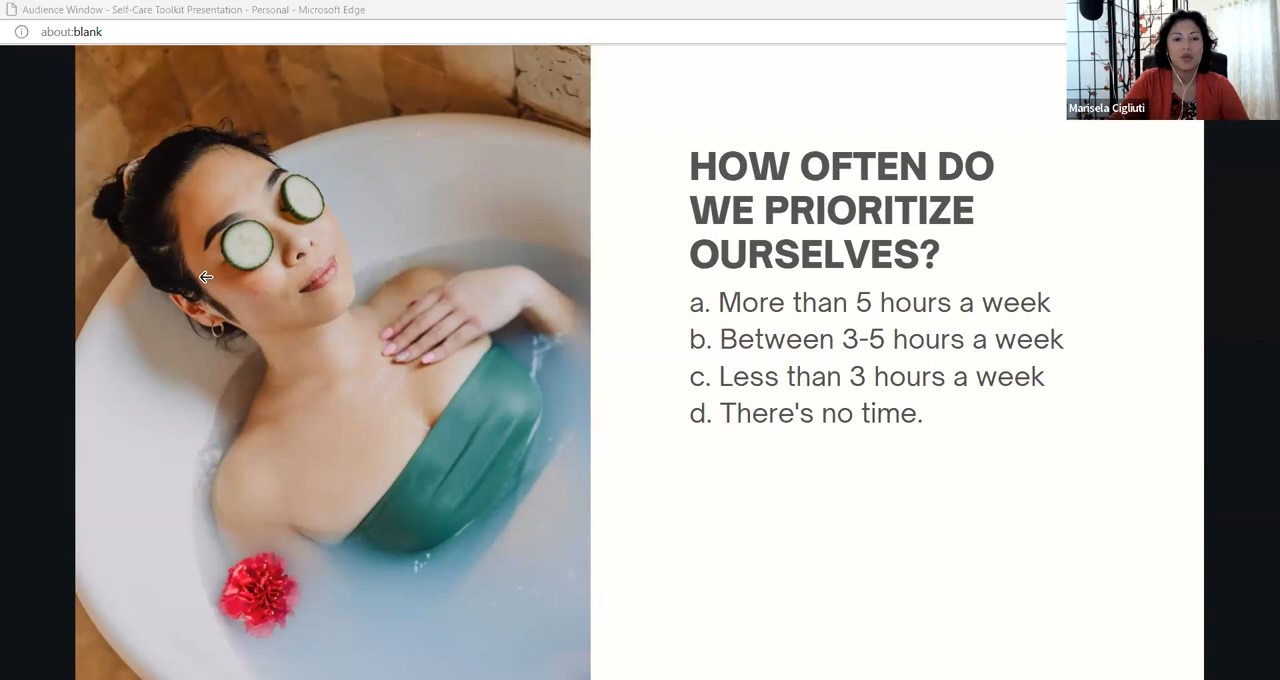 Audience Window - Self-Care Toolkit Presentation - Personal - Microsoft Edge
about:blank
Marisela Cigliuti
HOW OFTEN DO
WE PRIORITIZE
OURSELVES?
a. More than 5 hours a week
b. Between 3-5 hours a week
c. Less than 3 hours a week
d. There's no time.